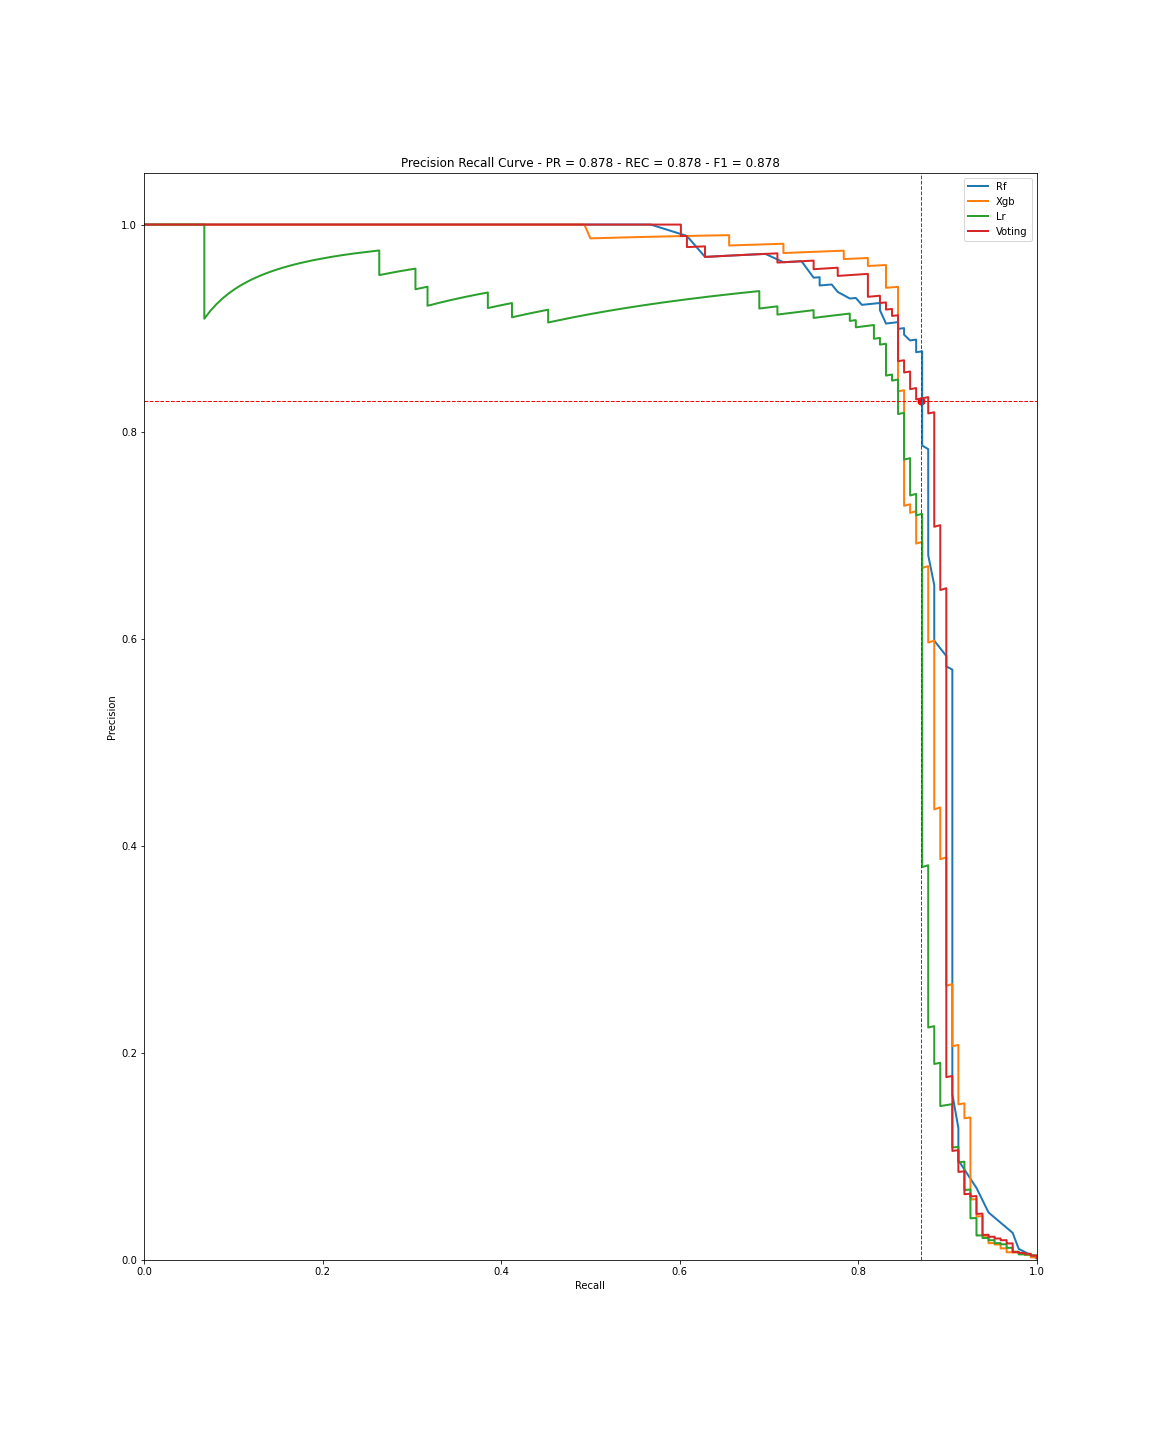 Precision Recall Curve - PR = 0.878 - REC = 0.878 - F1 = 0.878
Rf
Xgb
Lr
Voting
1.0
0.8
0.6
0.4
0.2
0.0
Precision
0.0 0.2 0.4 0.6 0.8 1.0
Recall